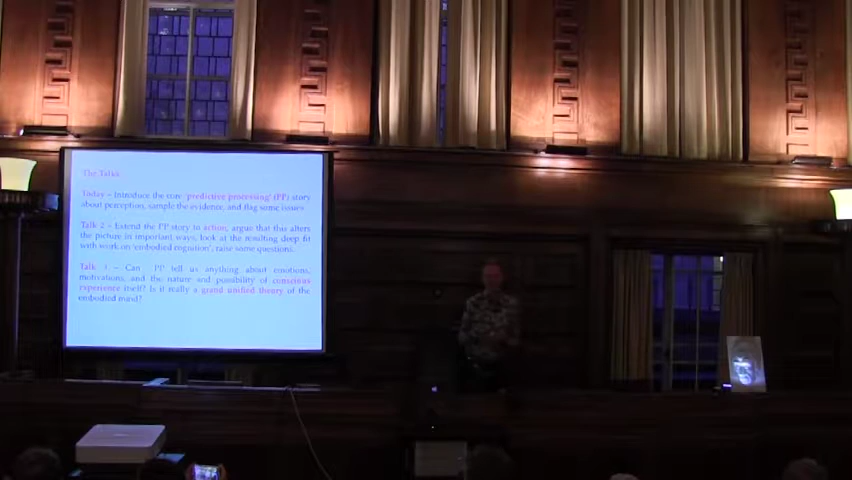 The Talks
Today – Introduce the core 'predictive processing' (PP) story
about perception, sample the evidence, and flag some issues.
Talk 2 – Extend the PP story to action, argue that this alters
the picture in important ways, look at the resulting deep fit
with work on 'embodied cognition', raise some questions.
Talk 3 – Can PP tell us anything about emotions,
motivations, and the nature and possibility of conscious
experience itself? Is it really a grand unified theory of the
embodied mind?